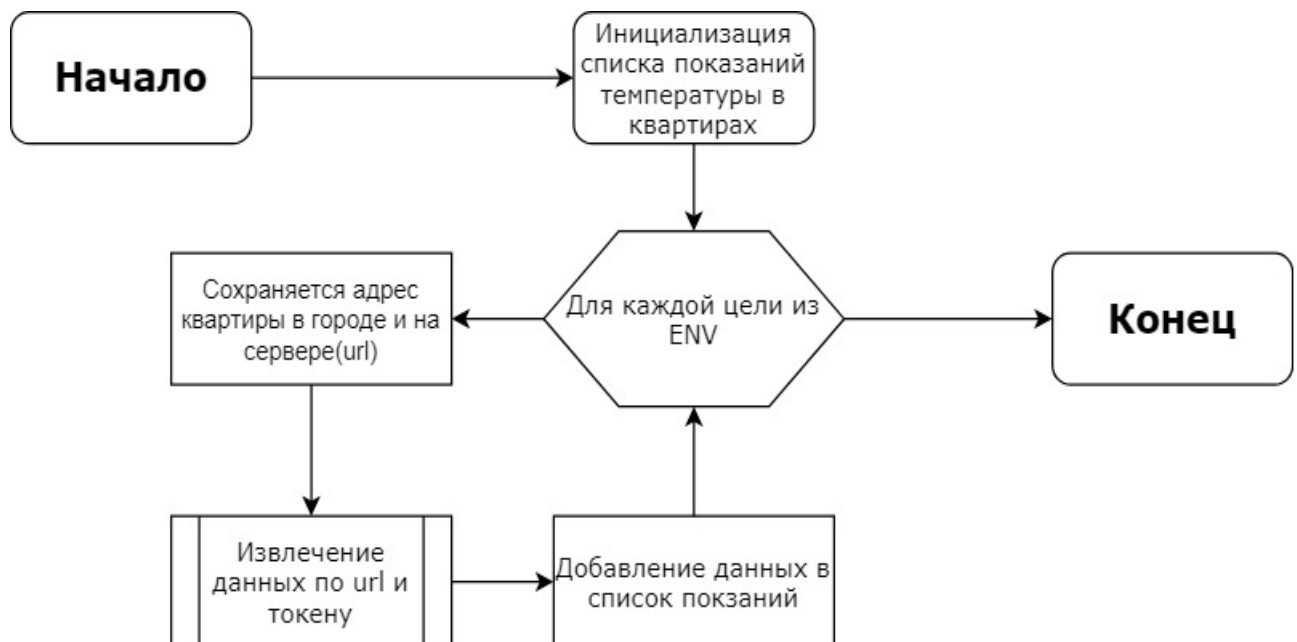 Начало
Инициализация
списка показаний
температуры в
квартирах
Для каждой цели из
ENV
Сохраняется адрес
квартиры в городе и на
сервере(url)
Конец
Извлечение
данных по url и
токену
Добавление данных в
список покзаний